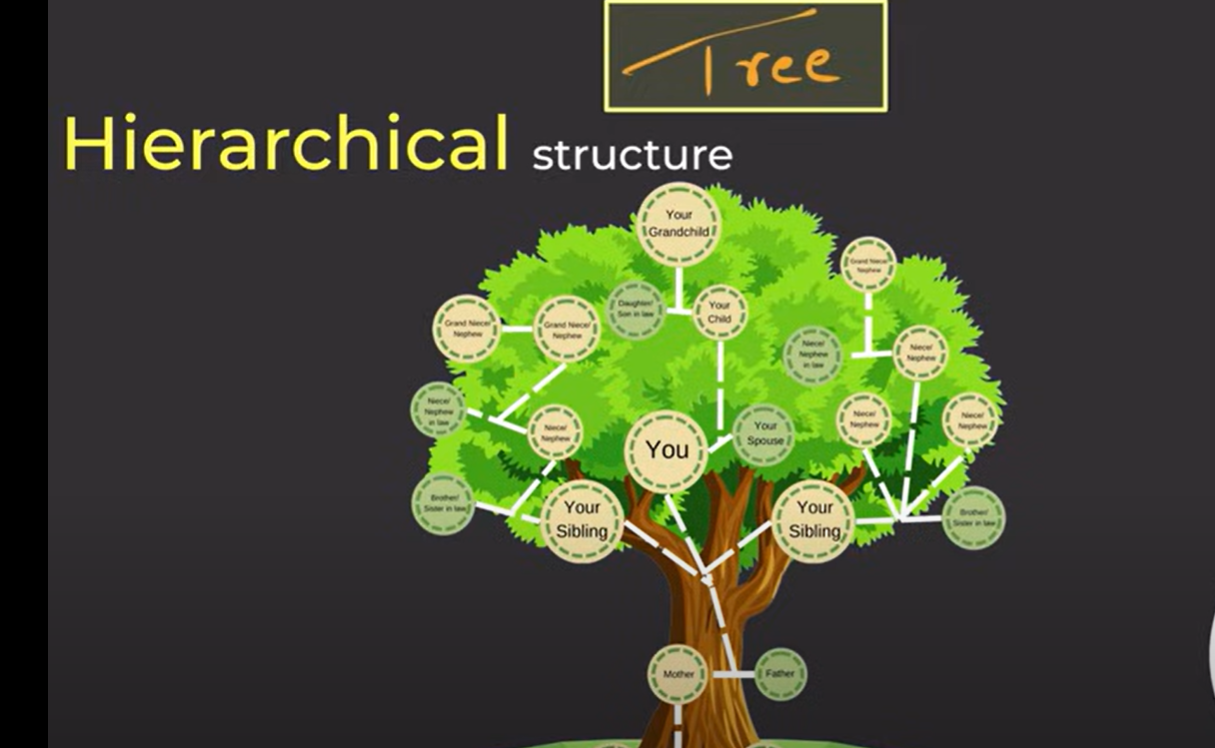 Tree
Hierarchical structure
Your
Grandchild
Grand Niece/
Nephew
Daughter/
Son in law
Your
Child
Grand Niece/
Nephew
Grand Niece/
Nephew
Niece/
Nephew
in law
Niece/
Nephew
Niece/
Nephew
in law
Niece/
Nephew
You
Your
Spouse
Niece/
Nephew
Niece/
Nephew
Brother/
Sister in law
Your
Sibling
Your
Sibling
Brother/
Sister in law
Mother
Father